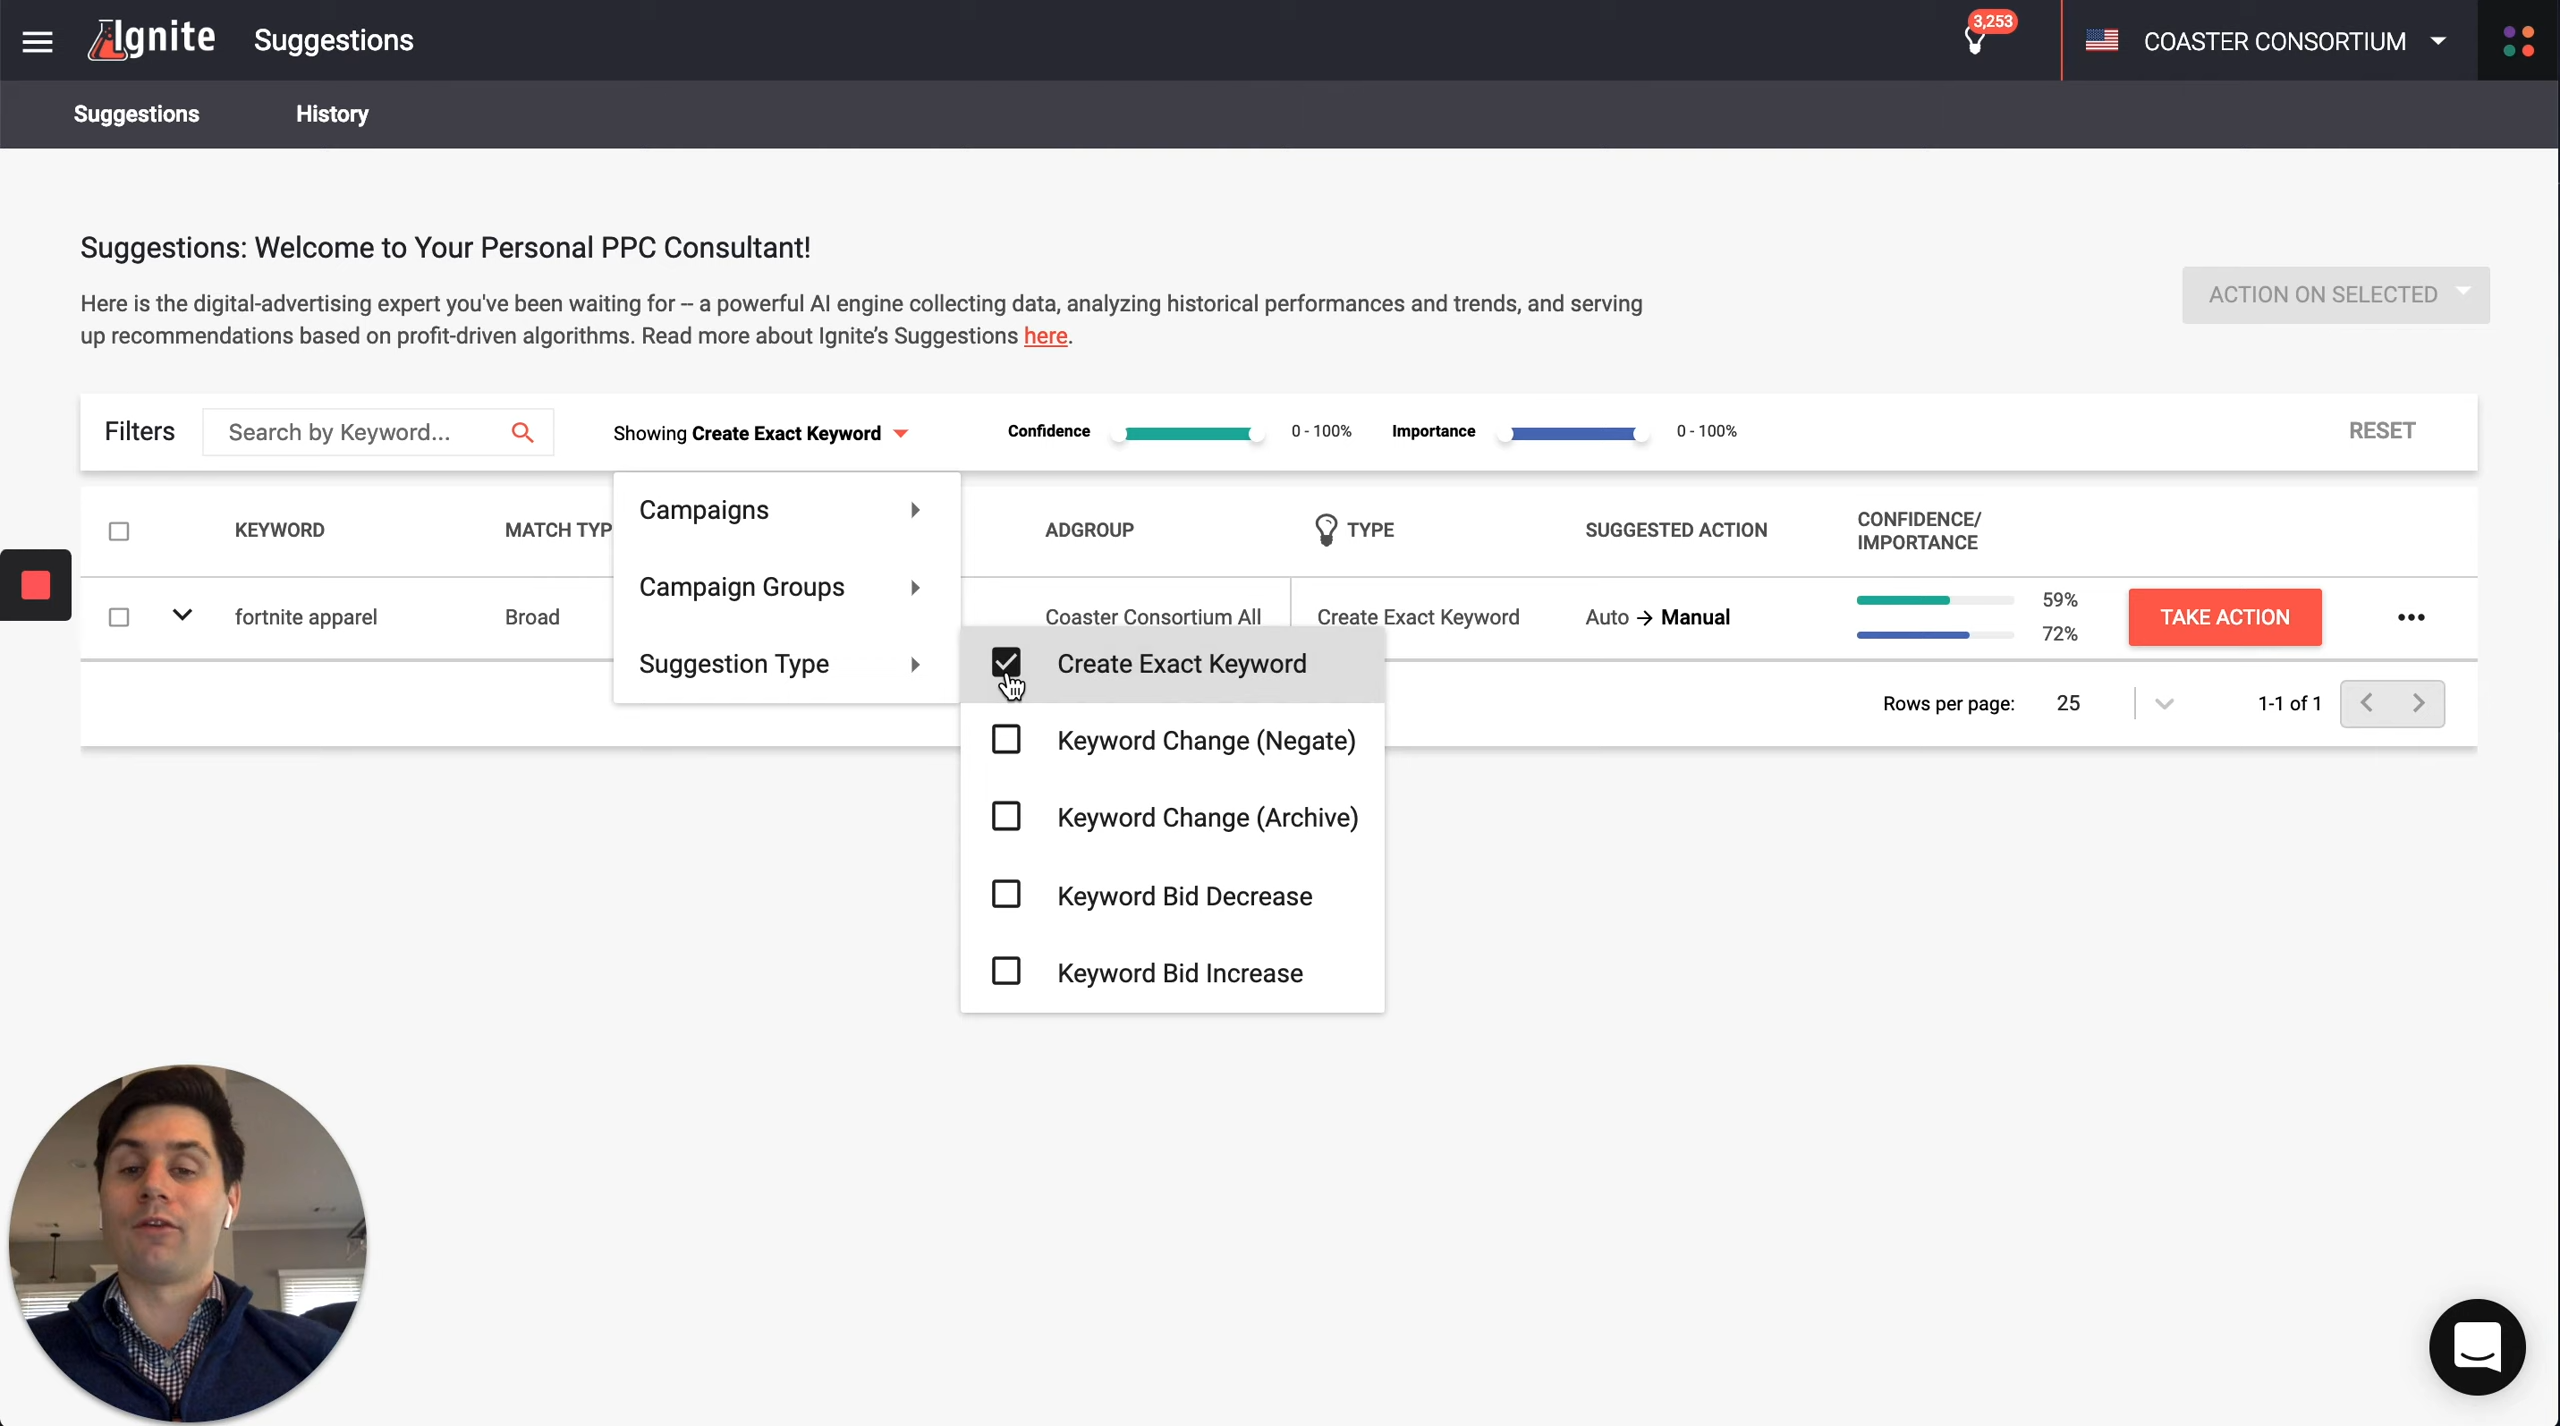 Ignite
Suggestions
3,253
COASTER CONSORTIUM
Suggestions
History
Suggestions: Welcome to Your Personal PPC Consultant!
Here is the digital-advertising expert you've been waiting for -- a powerful AI engine collecting data, analyzing historical performances and trends, and serving
up recommendations based on profit-driven algorithms. Read more about Ignite’s Suggestions here.
ACTION ON SELECTED
Filters
Search by Keyword...
Showing Create Exact Keyword
Confidence
0 - 100%
Importance
0 - 100%
RESET
KEYWORD
MATCH TYP
ADGROUP
TYPE
SUGGESTED ACTION
CONFIDENCE/
IMPORTANCE
fortnite apparel
Broad
Coaster Consortium All
Create Exact Keyword
Auto → Manual
59%
72%
TAKE ACTION
Campaigns
Campaign Groups
Suggestion Type
Create Exact Keyword
Keyword Change (Negate)
Keyword Change (Archive)
Keyword Bid Decrease
Keyword Bid Increase
Rows per page:
25
1-1 of 1